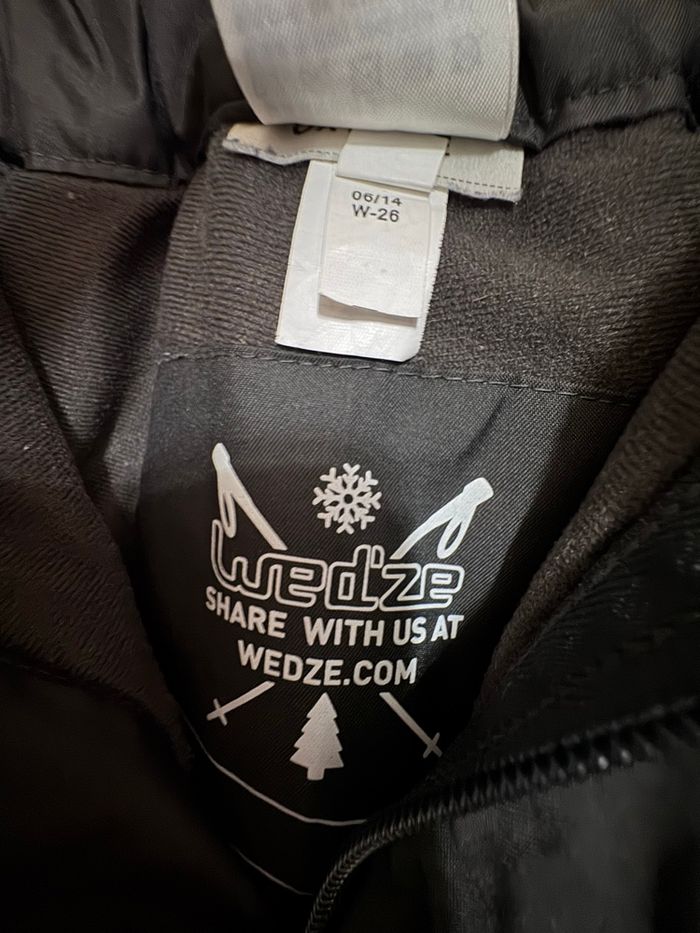 06/14
W-26
wed'ze
SHARE WITH US AT
WEDZE.COM